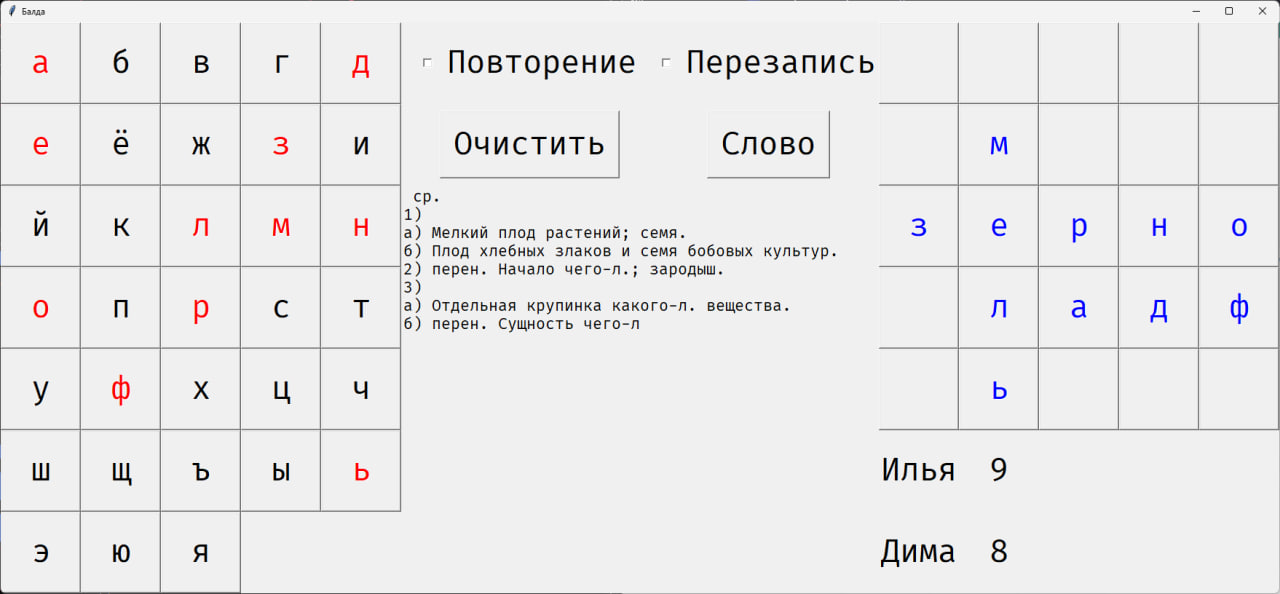 Балда
а б в г д
е ё ж з и
й к л м н
о п р с т
у ф х ц ч
ш щ ъ ы ь
э ю я
Повторение Перезапись
Очистить Слово
ср.
1)
а) Мелкий плод растений; семя.
б) Плод хлебных злаков и семя бобовых культур.
2) перен. Начало чего-л.; зародыш.
3)
а) Отдельная крупинка какого-л. вещества.
б) перен. Сущность чего-л
м
з е р н о
л а д ф
ь
Илья 9
Дима 8